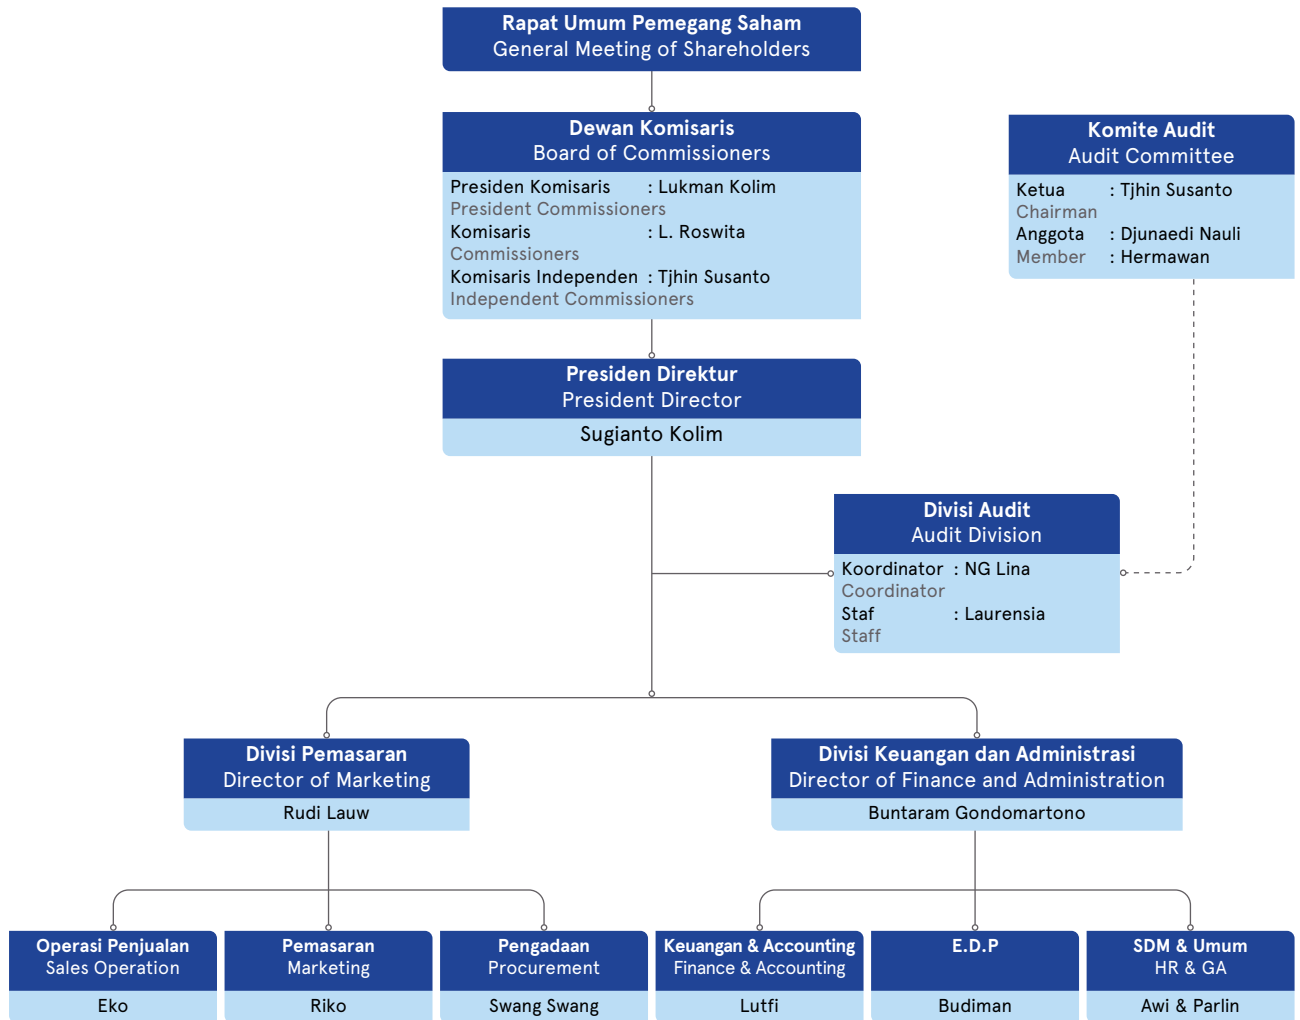 Rapat Umum Pemegang Saham
General Meeting of Shareholders
Dewan Komisaris
Board of Commissioners
Presiden Komisaris : Lukman Kolim
President Commissioners
Komisaris : L. Roswita
Commissioners
Komisaris Independen : Tjhin Susanto
Independent Commissioners
Komite Audit
Audit Committee
Ketua : Tjhin Susanto
Chairman
Anggota : Djunaedi Nauli
Member : Hermawan
Presiden Direktur
President Director
Sugianto Kolim
Divisi Audit
Audit Division
Koordinator : NG Lina
Coordinator
Staf : Laurensia
Staff
Divisi Pemasaran
Director of Marketing
Rudi Lauw
Divisi Keuangan dan Administrasi
Director of Finance and Administration
Buntaram Gondomartono
Operasi Penjualan
Sales Operation
Eko
Pemasaran
Marketing
Riko
Pengadaan
Procurement
Swang Swang
Keuangan & Accounting
Finance & Accounting
Lutfi
E.D.P
Budiman
SDM & Umum
HR & GA
Awi & Parlin